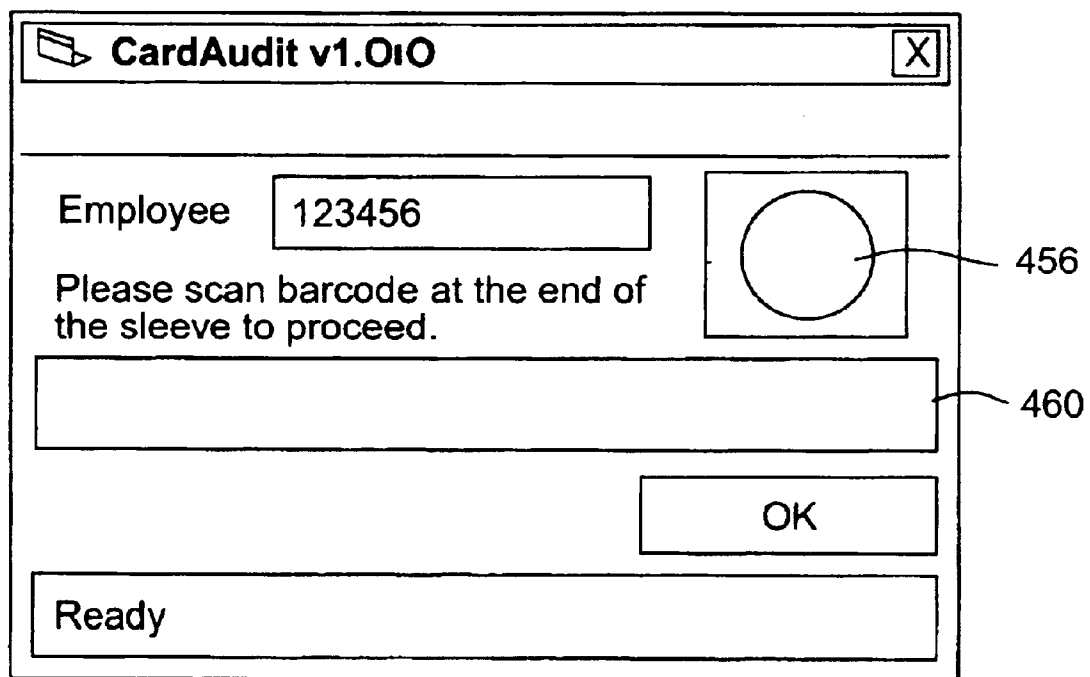 CardAudit v1.OıO X
Employee 123456
456
Please scan barcode at the end of
the sleeve to proceed.
460
OK
Ready